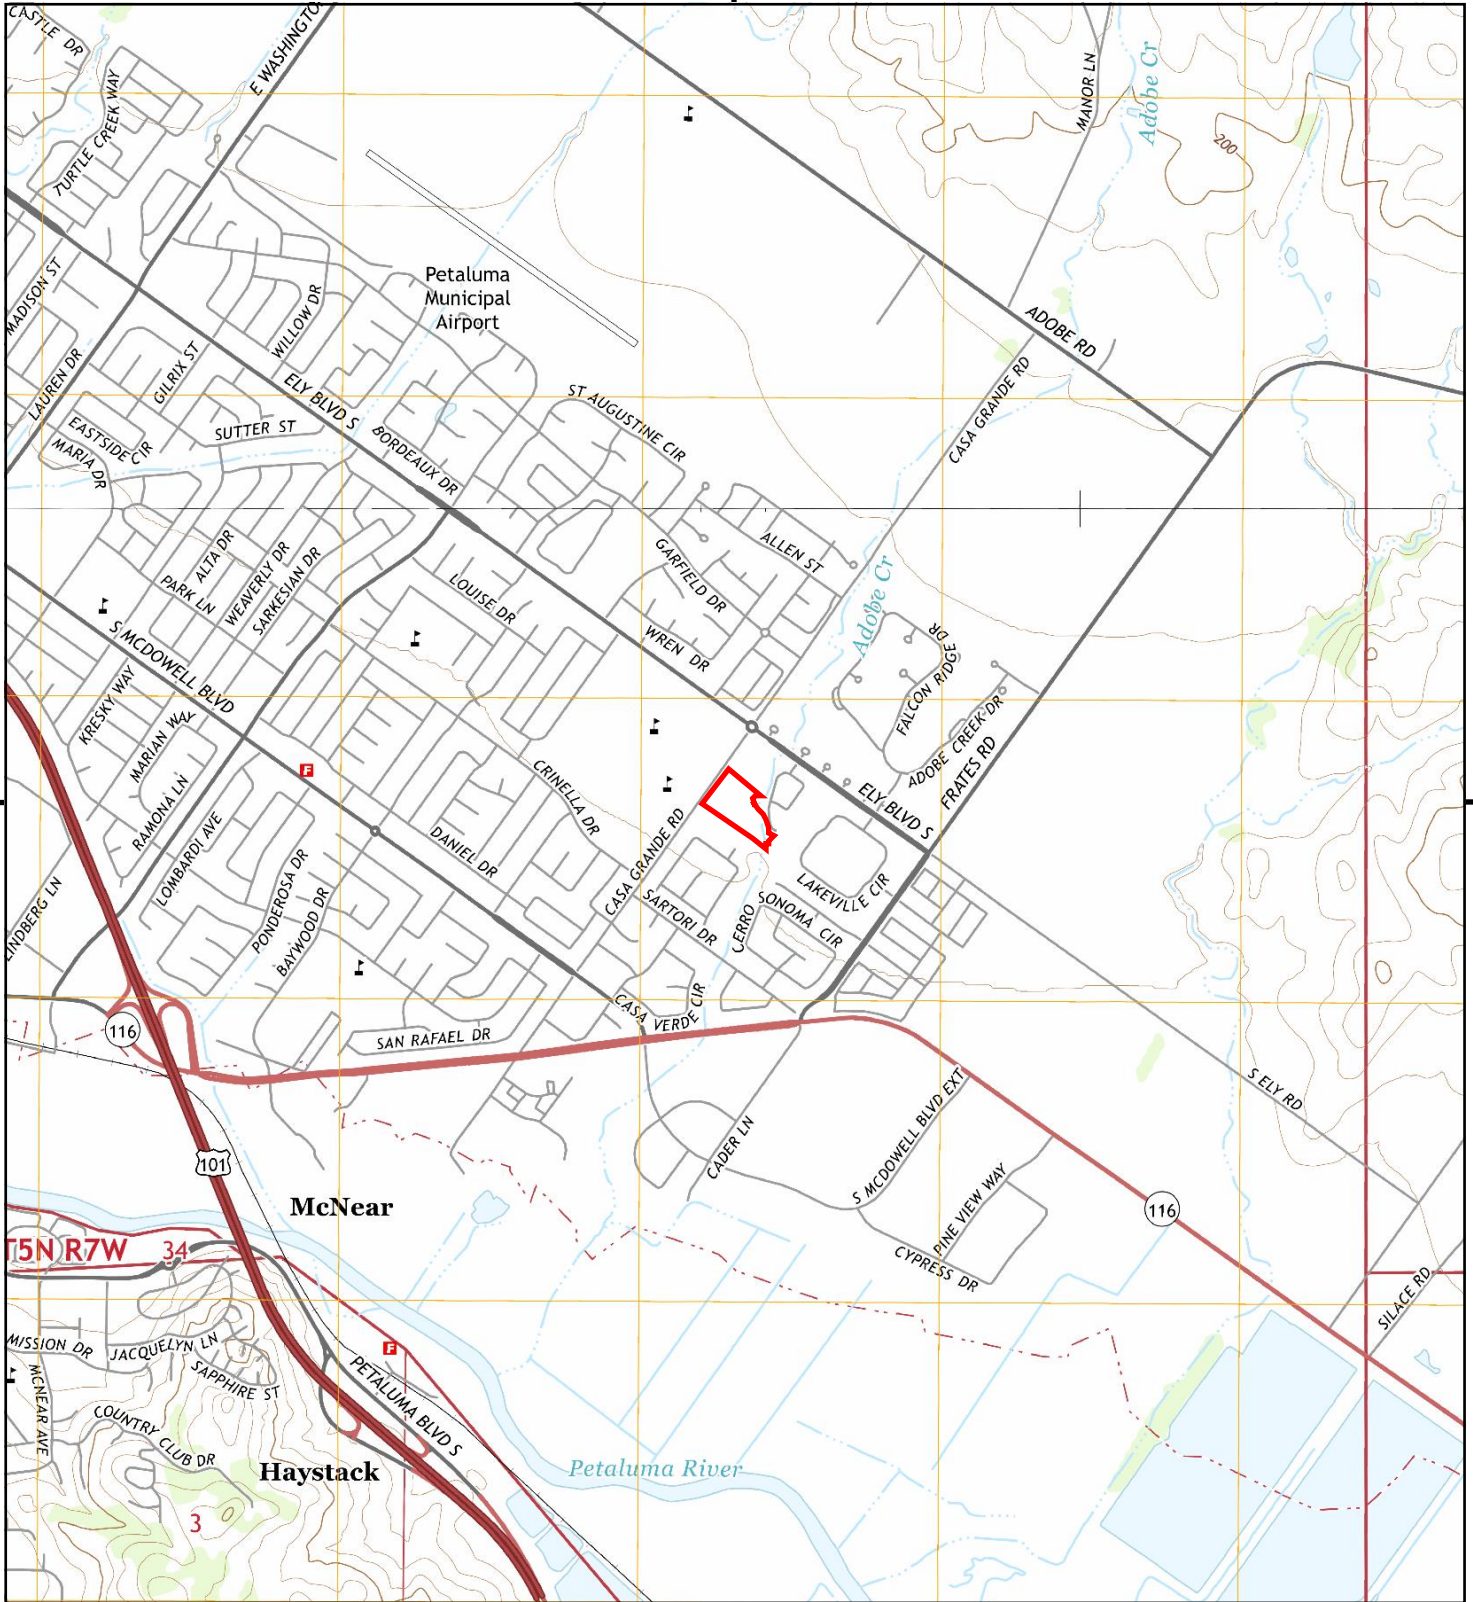 CASTLE DR
E WASHINGTO
TURTLE CREEK WAY
MANOR LN
Adobe Cr
200
MADISON ST
Petaluma
Municipal
Airport
WILLOW DR
ADOBE RD
LAUREN DR
GILRIX ST
ELY BLVD S
ST AUGUSTINE CIR
CASA GRANDE RD
EASTSIDE CIR
SUTTER ST
MARIA DR
BORDEAUX DR
ALTA DR
PARK LN
WEAVERLY DR
SARKESIAN DR
LOUISE DR
GARFIELD DR
ALLEN ST
Adobe Cr
WREN DR
FALCON RIDGE DR
S MCDOWELL BLVD
KRESKY WAY
MARIAN WAY
RAMONA LN
F
CRINELLA DR
ADOBE CREEK DR
FRATES RD
ELY BLVD S
LOMBARDI AVE
DANIEL DR
CASA GRANDE RD
LINDBERG LN
PONDEROSA DR
BAYWOOD DR
SARTORI DR
CERRO
SONOMA CIR
LAKEVILLE CIR
CASA VERDE CIR
116
SAN RAFAEL DR
S ELY RD
101
CADER LN
S MCDOWELL BLVD EXT
PINE VIEW WAY
116
McNear
T5N R7W
34
CYPRESS DR
SILACE RD
MISSION DR
JACQUELYN LN
SAPPHIRE ST
F
MCNEAR AVE
PETALUMA BLVD S
COUNTRY CLUB DR
Haystack
Petaluma River
3